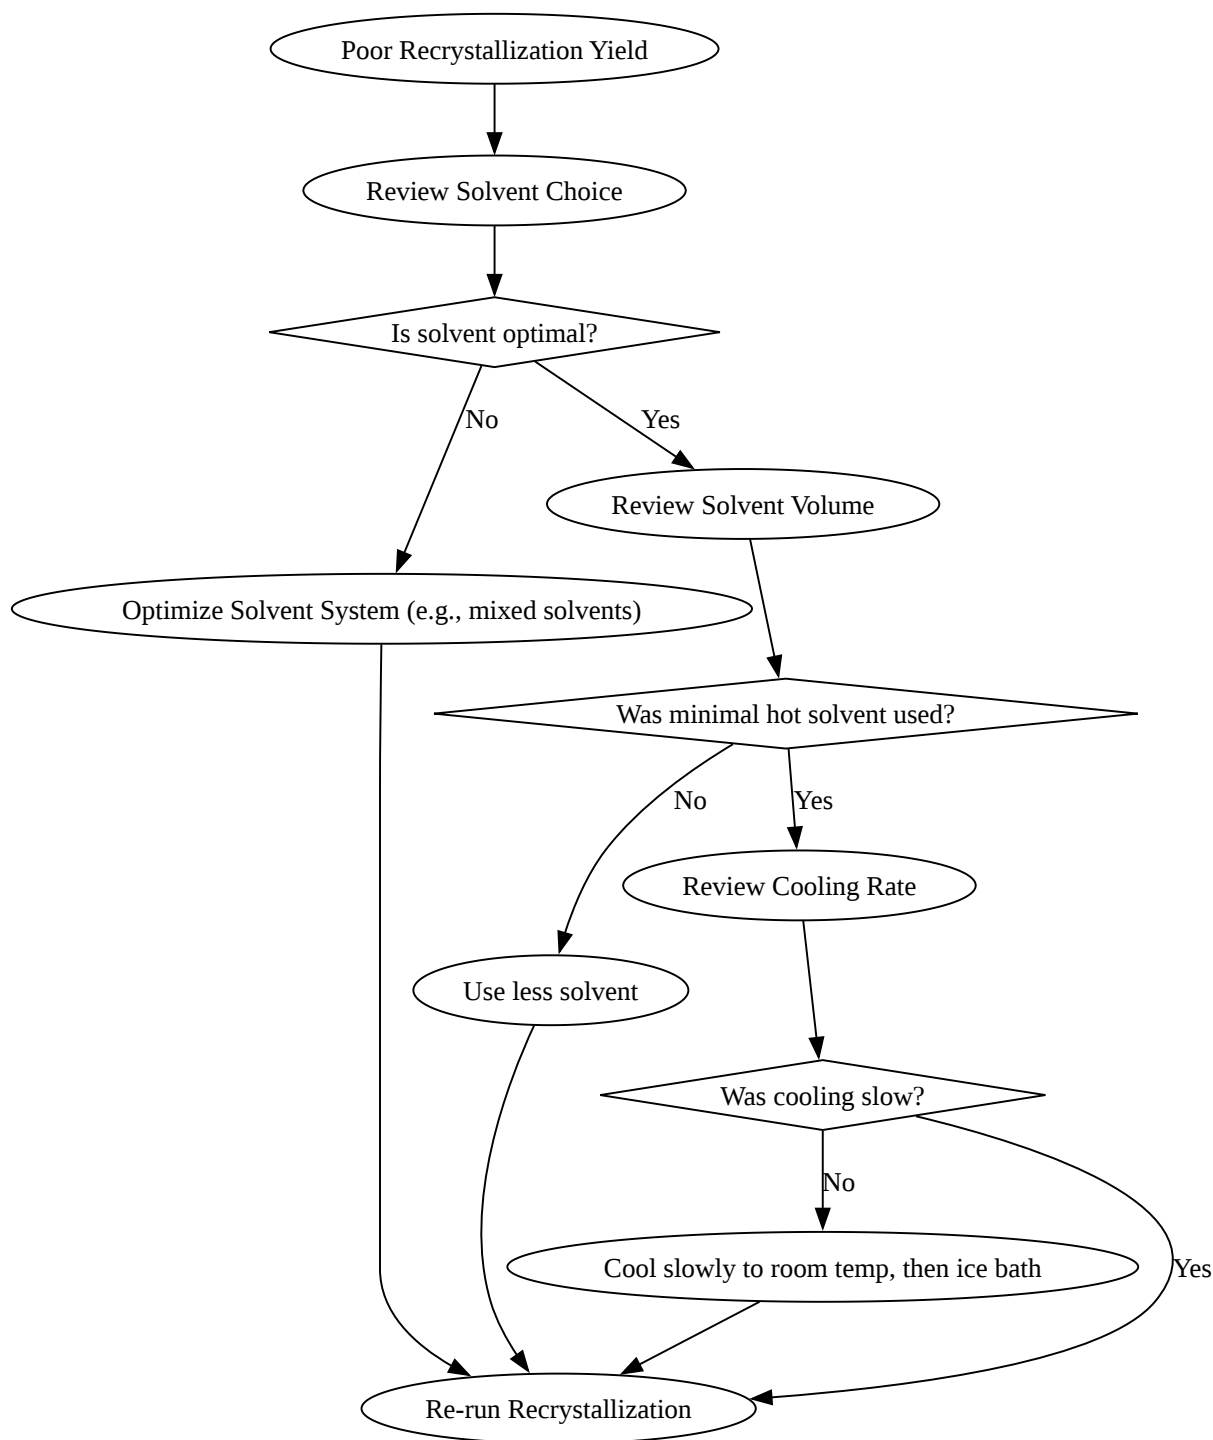 Poor Recrystallization Yield
Review Solvent Choice
Is solvent optimal?
No
Yes
Review Solvent Volume
Optimize Solvent System (e.g., mixed solvents)
Was minimal hot solvent used?
No
Yes
Review Cooling Rate
Use less solvent
Was cooling slow?
No
Cool slowly to room temp, then ice bath
Yes
Re-run Recrystallization